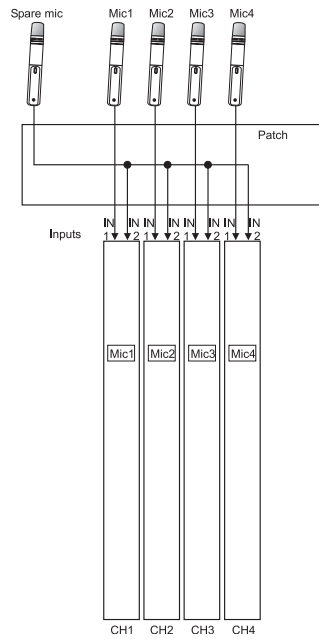 Spare mic Mic1 Mic2 Mic3 Mic4
Patch
Inputs
IN 1 IN 2 IN 1 IN 2 IN 1 IN 2 IN 1 IN 2
Mic1 Mic2 Mic3 Mic4
CH1 CH2 CH3 CH4